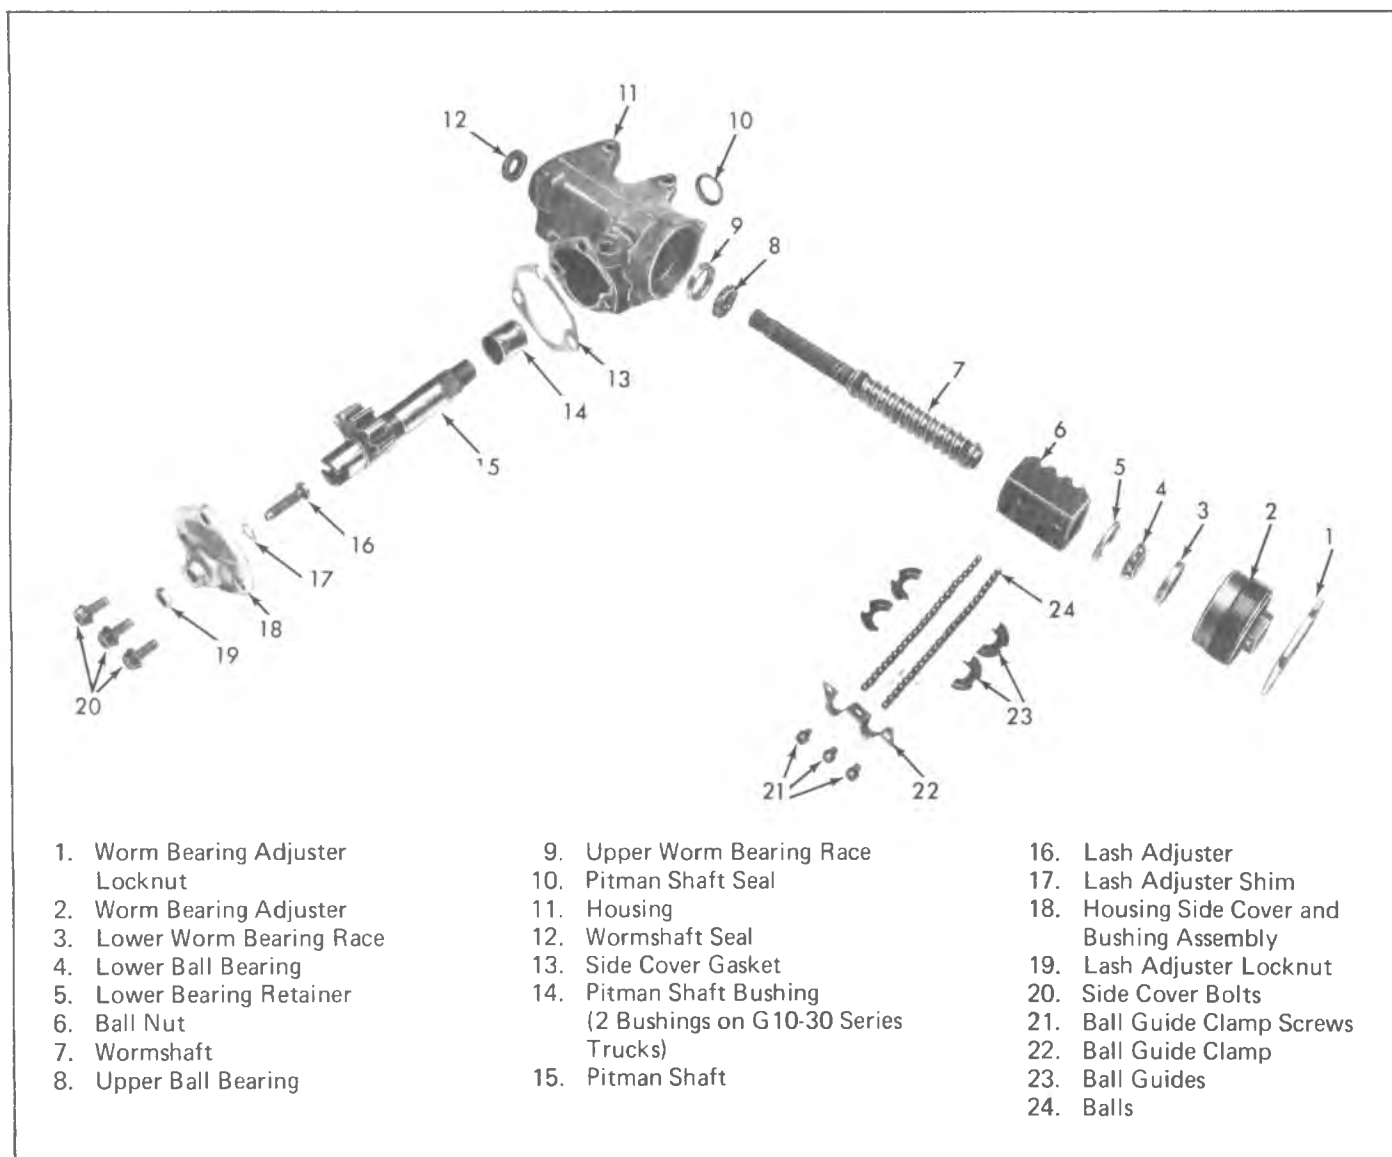 11
12
10
9
8
13
14
7
15
6
5
4
3
2
1
16
17
18
19
20
24
23
22
21
1. Worm Bearing Adjuster
Locknut
2. Worm Bearing Adjuster
3. Lower Worm Bearing Race
4. Lower Ball Bearing
5. Lower Bearing Retainer
6. Ball Nut
7. Wormshaft
8. Upper Ball Bearing
9. Upper Worm Bearing Race
10. Pitman Shaft Seal
11. Housing
12. Wormshaft Seal
13. Side Cover Gasket
14. Pitman Shaft Bushing
(2 Bushings on G10-30 Series
Trucks)
15. Pitman Shaft
16. Lash Adjuster
17. Lash Adjuster Shim
18. Housing Side Cover and
Bushing Assembly
19. Lash Adjuster Locknut
20. Side Cover Bolts
21. Ball Guide Clamp Screws
22. Ball Guide Clamp
23. Ball Guides
24. Balls